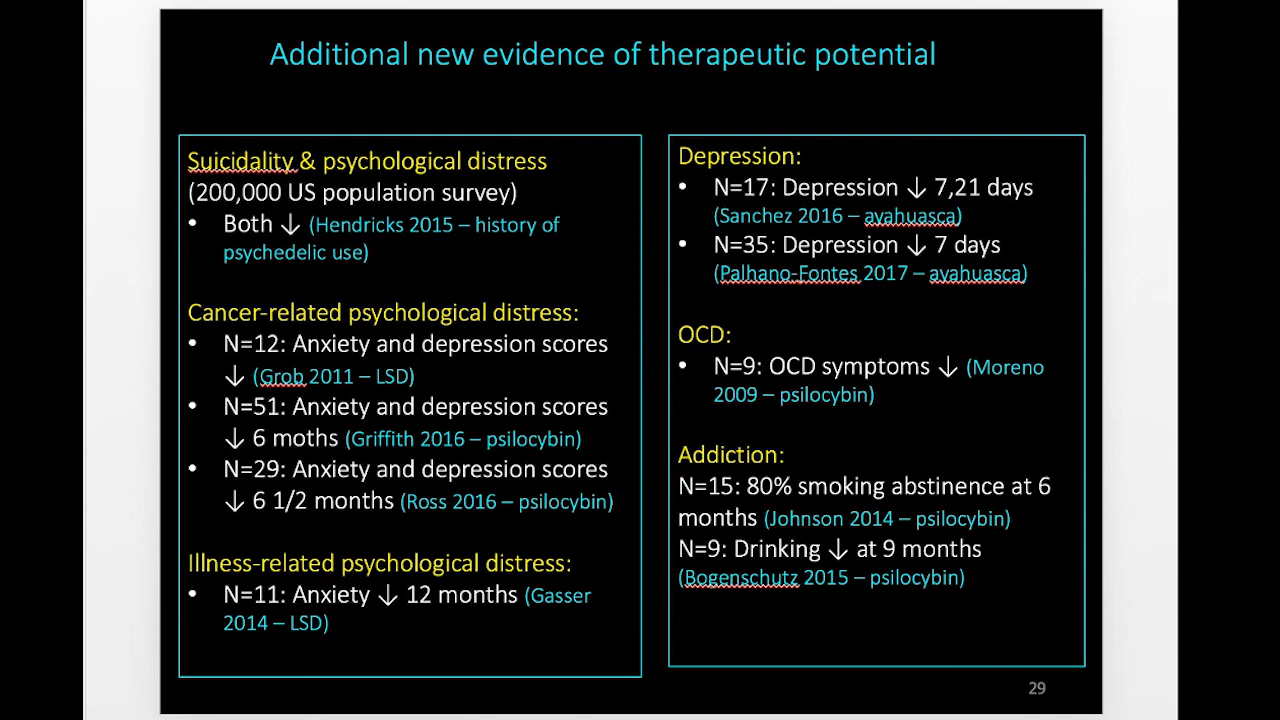 Additional new evidence of therapeutic potential
Suicidality & psychological distress
(200,000 US population survey)
• Both ↓ (Hendricks 2015 – history of
psychedelic use)
Cancer-related psychological distress:
• N=12: Anxiety and depression scores
↓ (Grob 2011 – LSD)
• N=51: Anxiety and depression scores
↓ 6 moths (Griffith 2016 – psilocybin)
• N=29: Anxiety and depression scores
↓ 6 1/2 months (Ross 2016 – psilocybin)
Illness-related psychological distress:
• N=11: Anxiety ↓ 12 months (Gasser
2014 – LSD)
Depression:
• N=17: Depression ↓ 7,21 days
(Sanchez 2016 – ayahuasca)
• N=35: Depression ↓ 7 days
(Palhano-Fontes 2017 – ayahuasca)
OCD:
• N=9: OCD symptoms ↓ (Moreno
2009 – psilocybin)
Addiction:
N=15: 80% smoking abstinence at 6
months (Johnson 2014 – psilocybin)
N=9: Drinking ↓ at 9 months
(Bogenschutz 2015 – psilocybin)
29